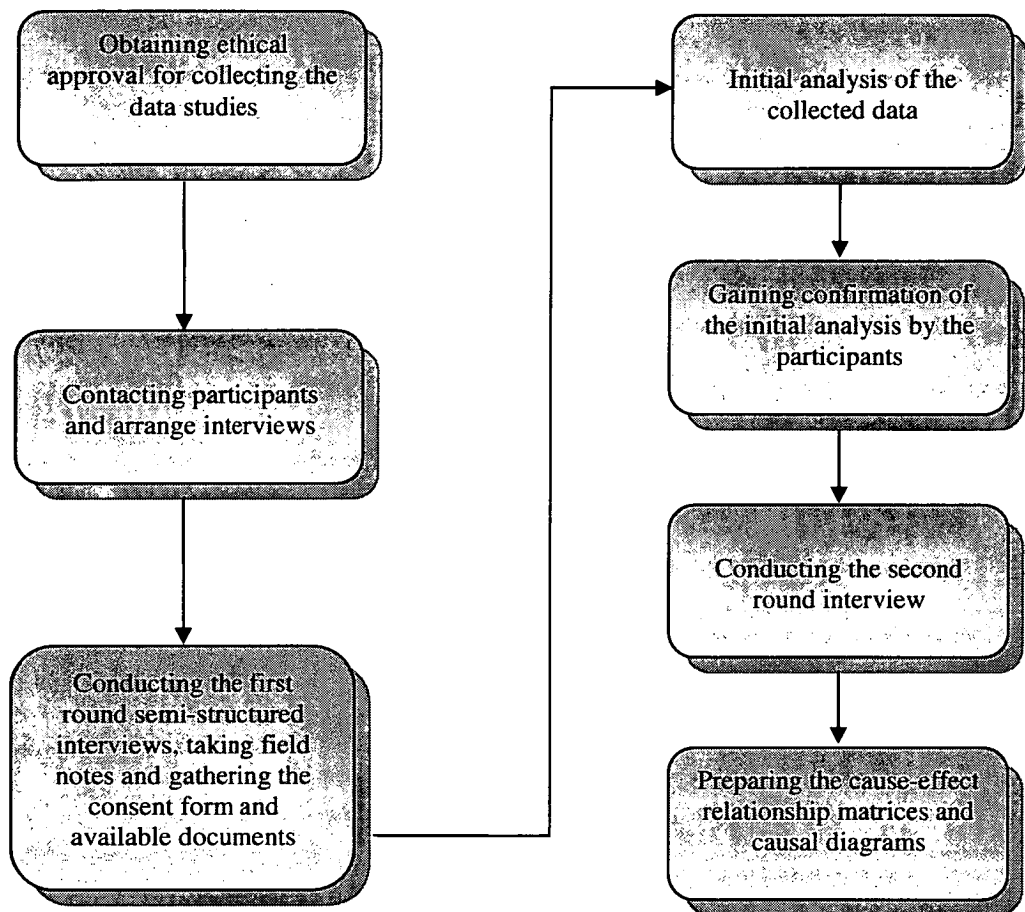 Obtaining ethical
approval for collecting the
data studies
Contacting participants
and arrange interviews
Conducting the first
round semi-structured
interviews, taking field
notes and gathering the
consent form and
available documents
Initial analysis of the
collected data
Gaining confirmation of
the initial analysis by the
participants
Conducting the second
round interview
Preparing the cause-effect
relationship matrices and
causal diagrams